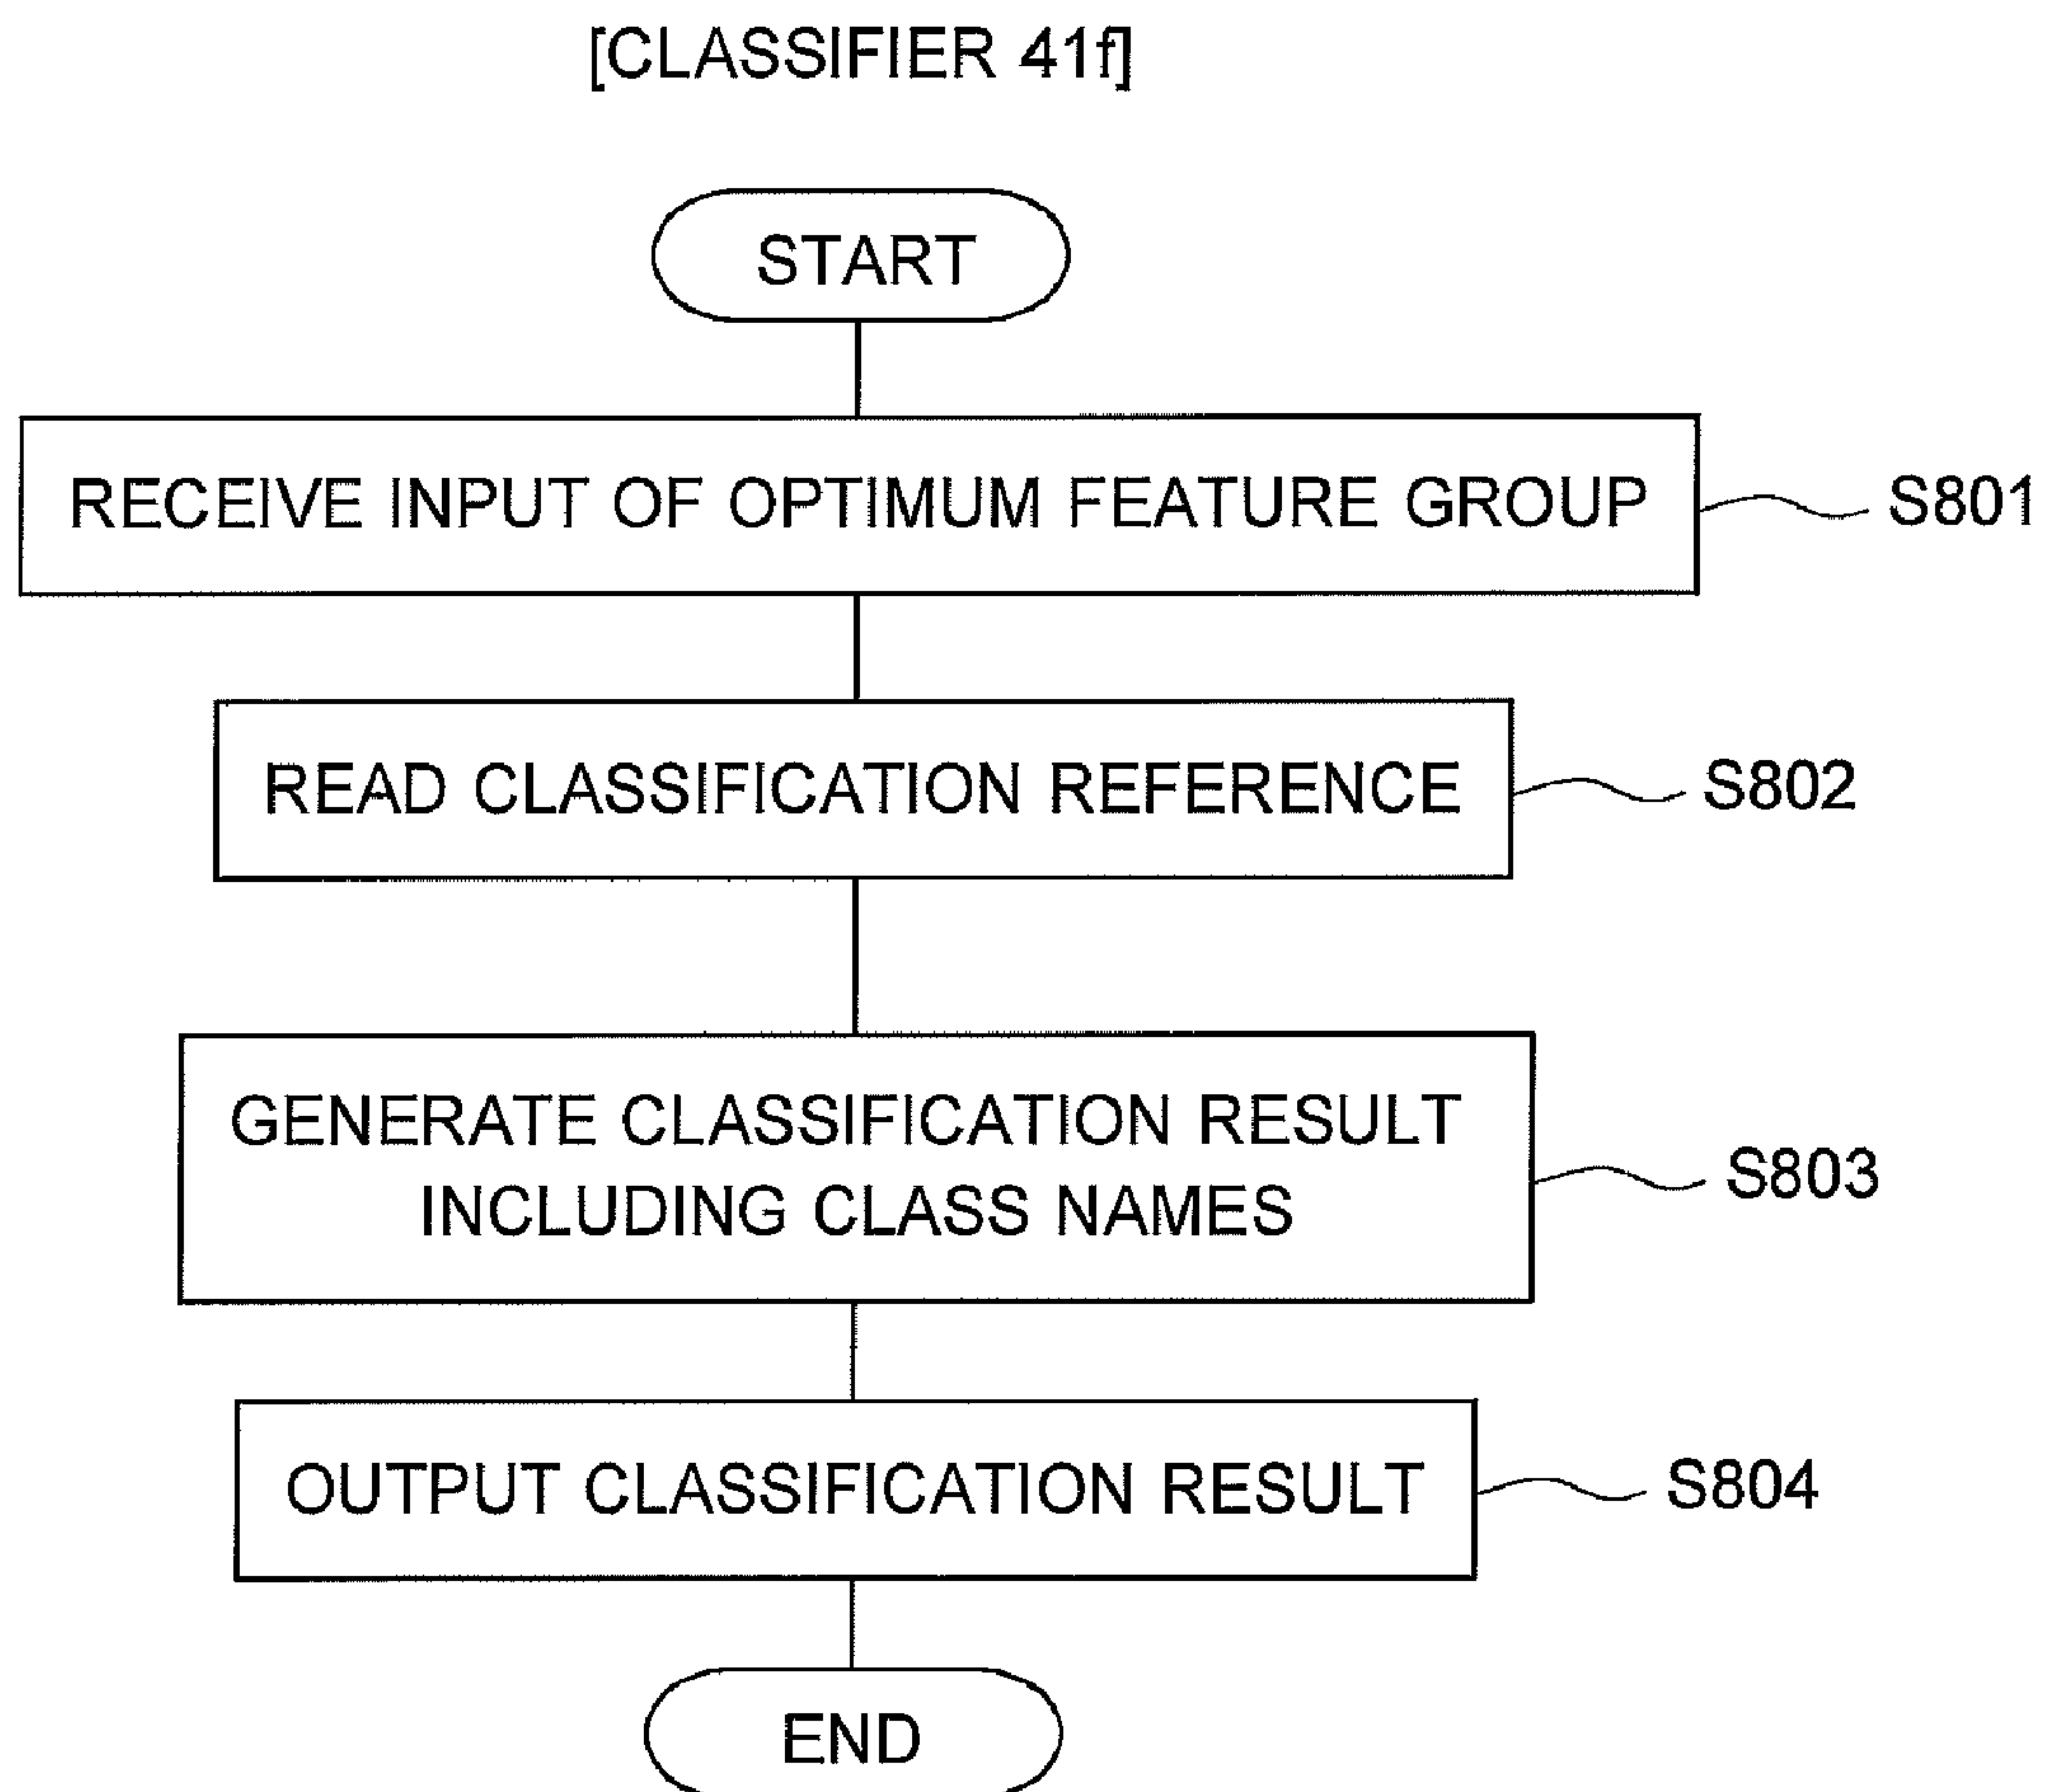 [CLASSIFIER 41f]
START
RECEIVE INPUT OF OPTIMUM FEATURE GROUP
S801
READ CLASSIFICATION REFERENCE
S802
GENERATE CLASSIFICATION RESULT
INCLUDING CLASS NAMES
S803
OUTPUT CLASSIFICATION RESULT
S804
END